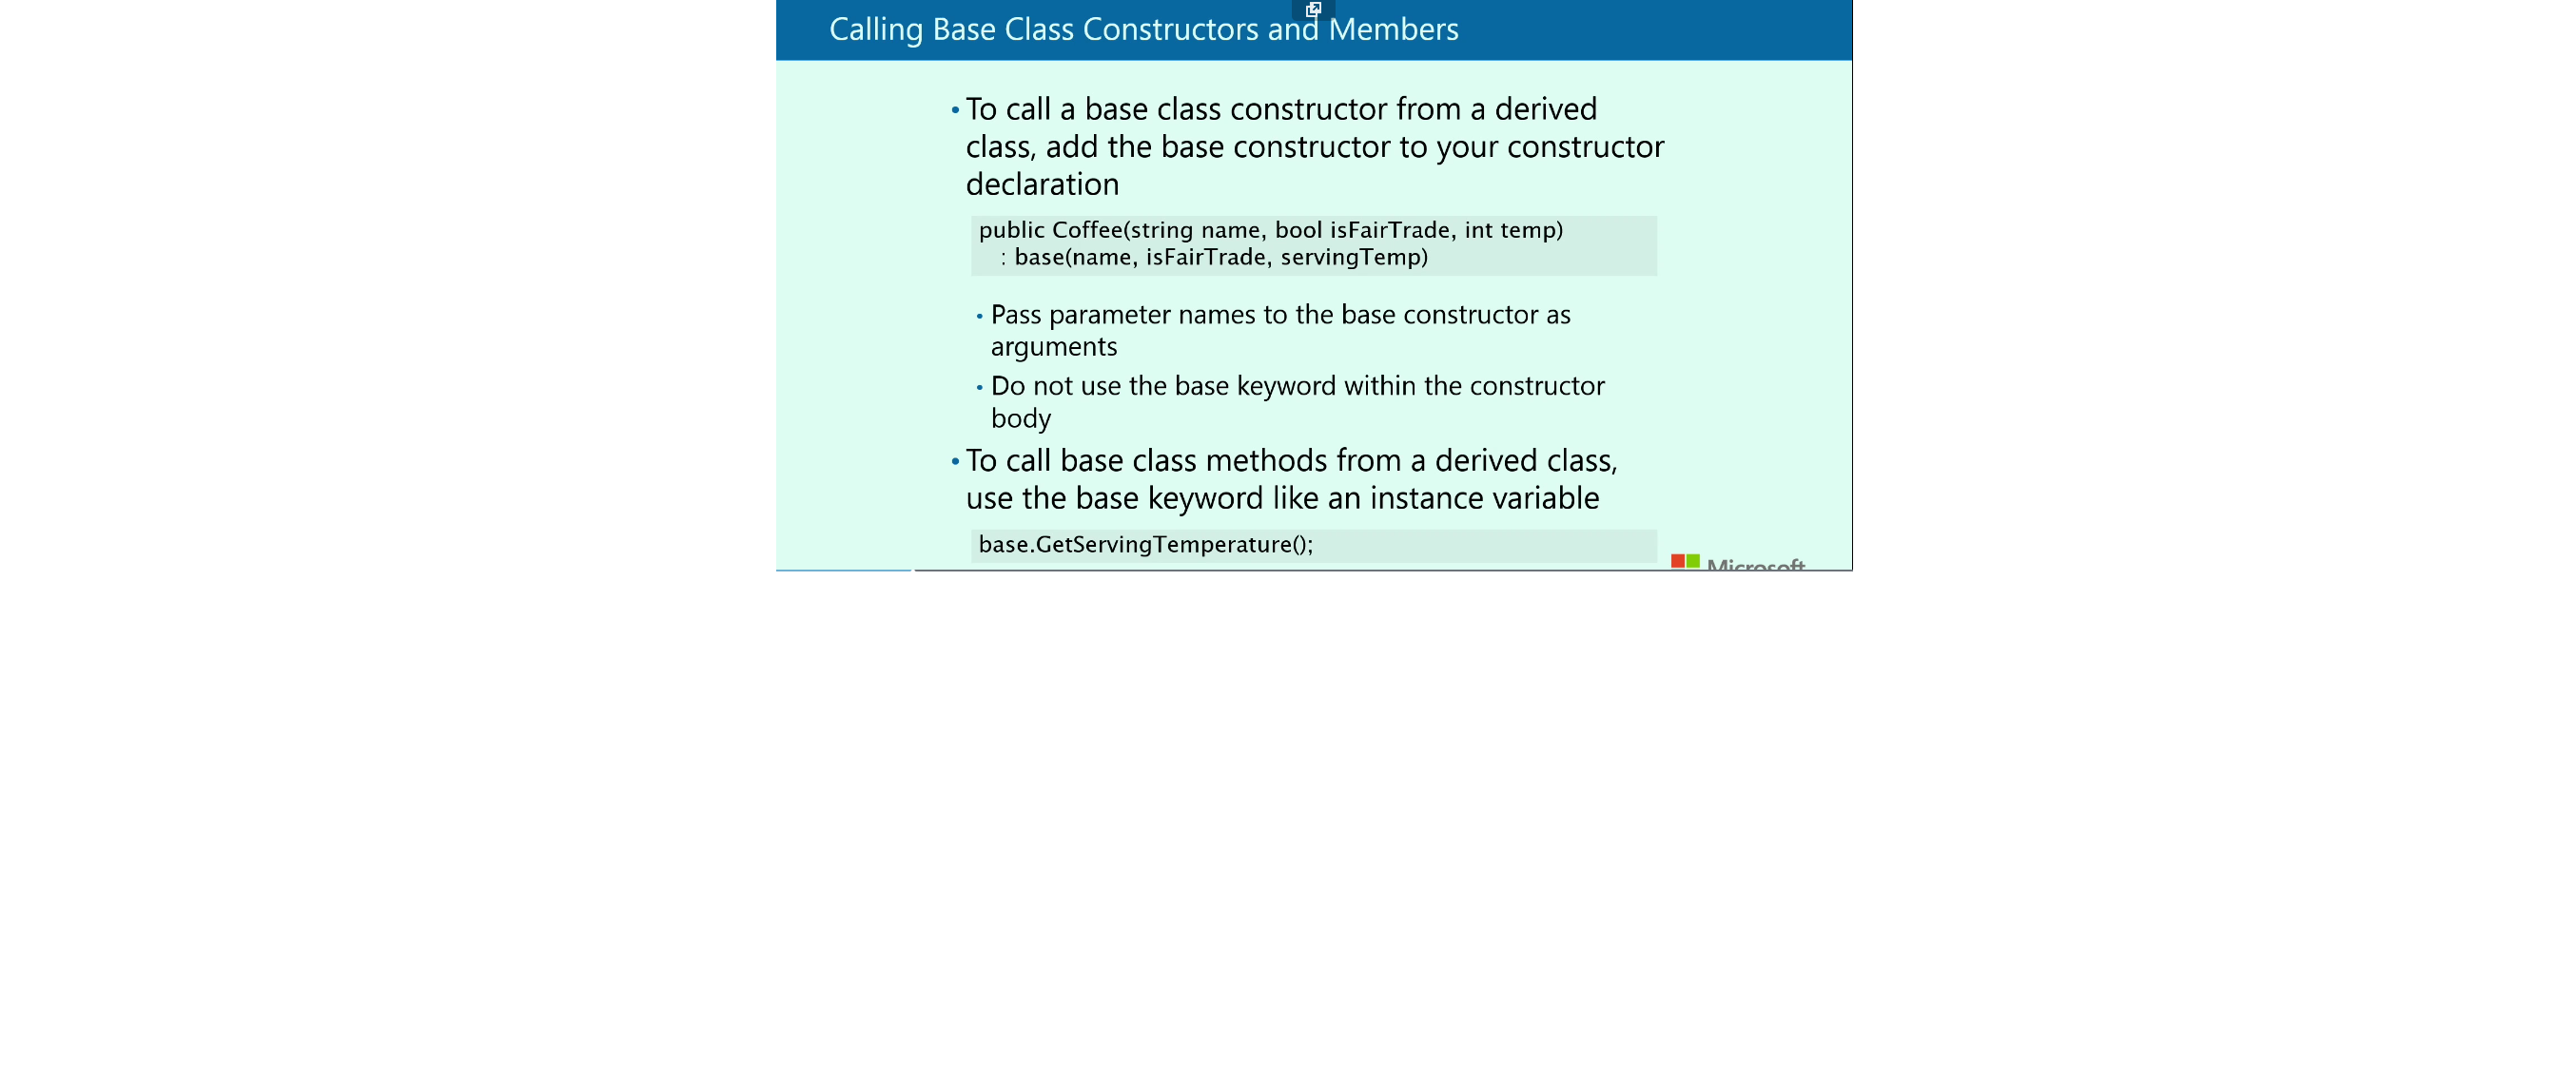 Calling Base Class Constructors and Members
• To call a base class constructor from a derived
class, add the base constructor to your constructor
declaration
public Coffee(string name, bool isFairTrade, int temp)
: base(name, isFairTrade, servingTemp)
• Pass parameter names to the base constructor as
arguments
• Do not use the base keyword within the constructor
body
• To call base class methods from a derived class,
use the base keyword like an instance variable
base.GetServingTemperature();
Microsoft